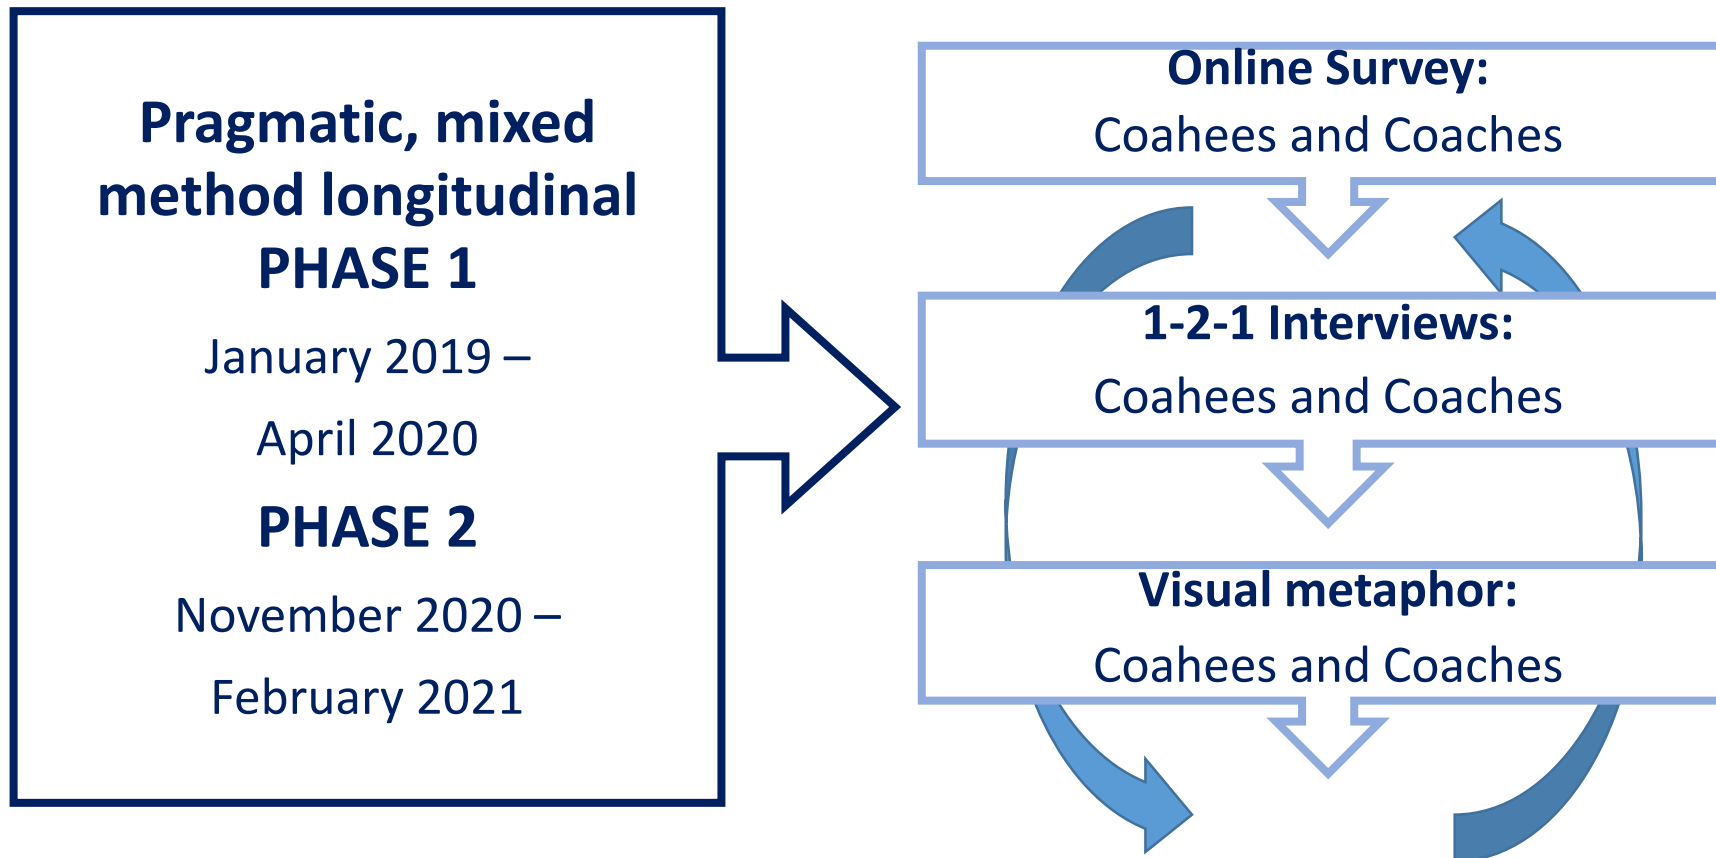 Pragmatic, mixed
method longitudinal
PHASE 1
January 2019 –
April 2020
PHASE 2
November 2020 –
February 2021
Online Survey:
Coahees and Coaches
1-2-1 Interviews:
Coahees and Coaches
Visual metaphor:
Coahees and Coaches